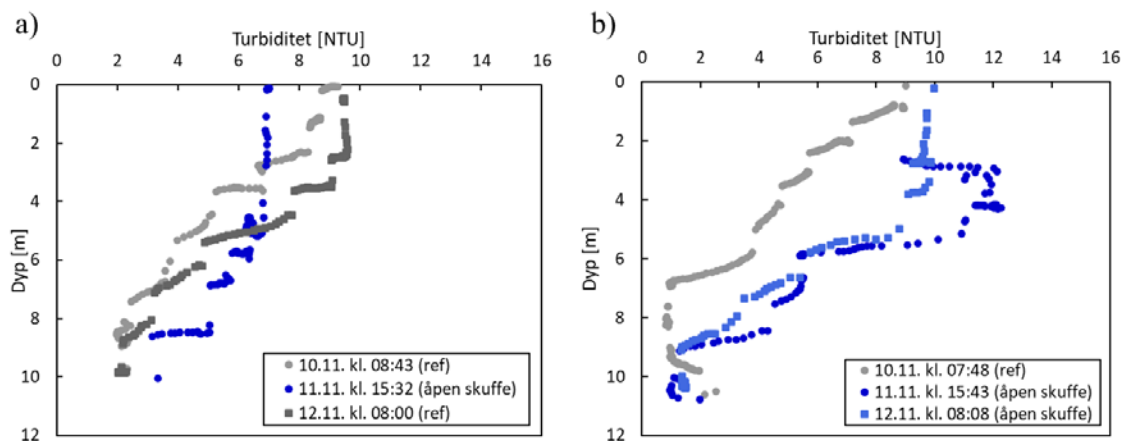 a)
Turbiditet [NTU]
0 2 4 6 8 10 12 14 16
0
2
4
6
8
10
12
Dyp [m]
10.11. kl. 08:43 (ref)
11.11. kl. 15:32 (åpen skuffe)
12.11. kl. 08:00 (ref)
b)
Turbiditet [NTU]
0 2 4 6 8 10 12 14 16
0
2
4
6
8
10
12
Dyp [m]
10.11. kl. 07:48 (ref)
11.11. kl. 15:43 (åpen skuffe)
12.11. kl. 08:08 (åpen skuffe)